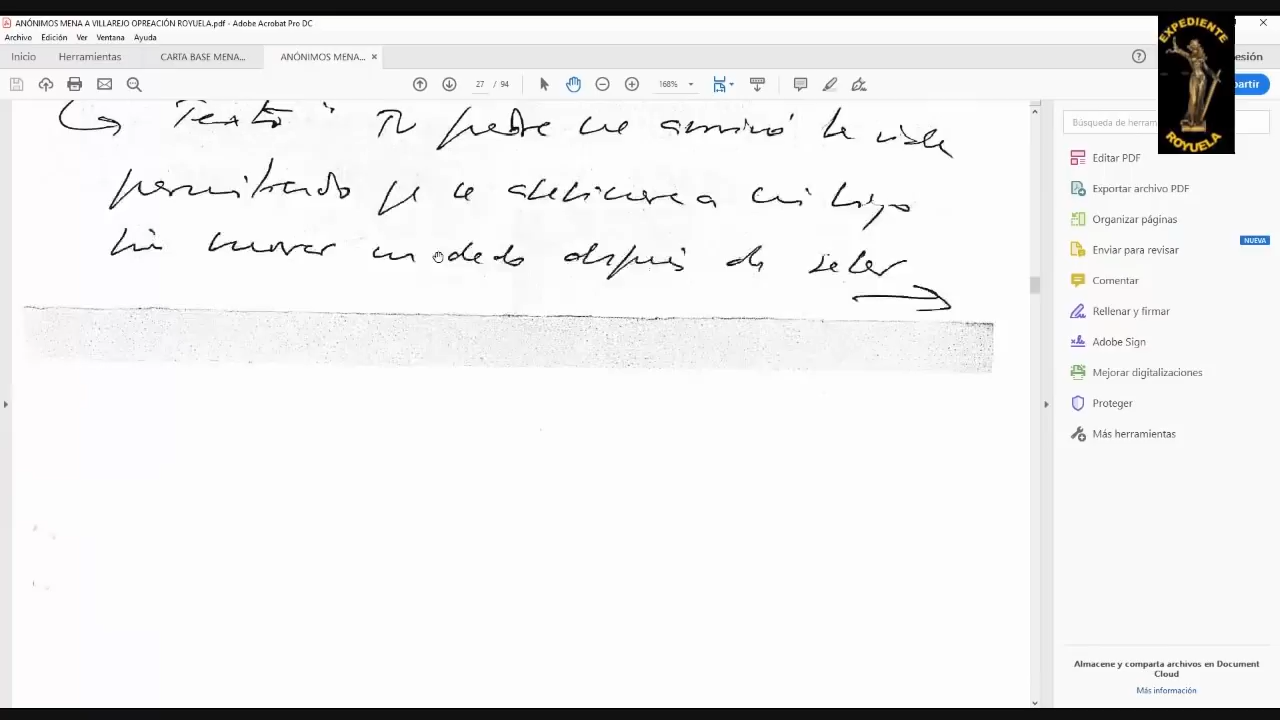 ANÓNIMOS MENA A VILLAREJO OPREACIÓN ROYUELA.pdf - Adobe Acrobat Pro DC
Archivo Edición Ver Ventana Ayuda
Inicio Herramientas CARTA BASE MENA... ANÓNIMOS MENA... × sión
27 / 94 168% partir
EXPEDIENTE
ROYUELA
Texto " Tu padre me arruinó la vida
permitiendo que se asesinara a mi hijo
sin mover un dedo después de saber
Búsqueda de herram
Editar PDF
Exportar archivo PDF
Organizar páginas
Enviar para revisar
NUEVA
Comentar
Rellenar y firmar
Adobe Sign
Mejorar digitalizaciones
Proteger
Más herramientas
Almacene y comparta archivos en Document
Cloud
Más información